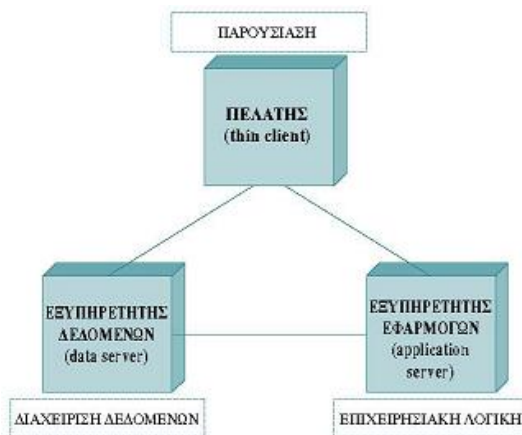 ΠΑΡΟΥΣΙΑΣΗ
ΠΕΛΑΤΗΣ
(thin client)
ΕΞΥΠΗΡΕΤΗΤΗΣ
ΔΕΔΟΜΕΝΩΝ
(data server)
ΔΙΑΧΕΙΡΙΣΗ ΔΕΔΟΜΕΝΩΝ
ΕΞΥΠΗΡΕΤΗΤΗΣ
ΕΦΑΡΜΟΓΩΝ
(application
server)
ΕΠΙΧΕΙΡΗΣΙΑΚΗ ΛΟΓΙΚΗ